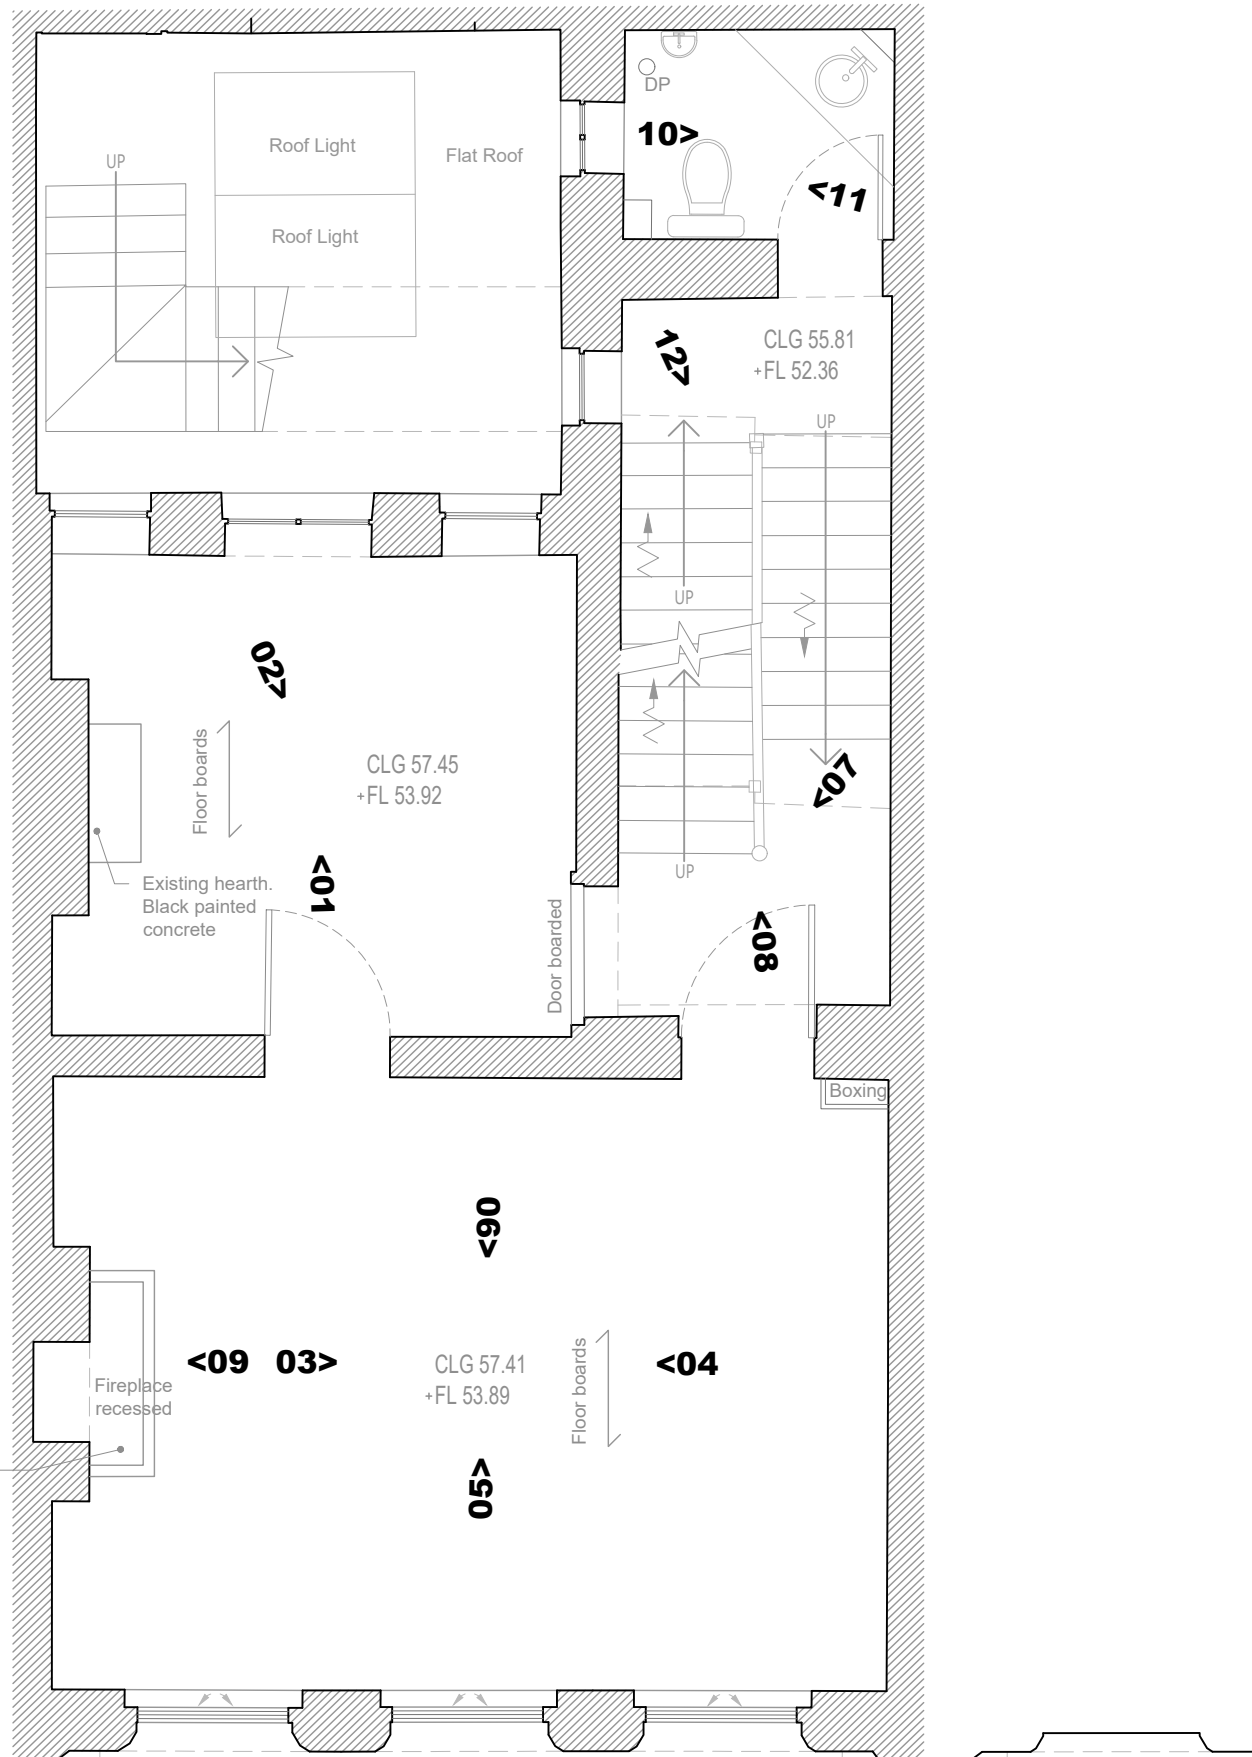 UP
Roof Light
Flat Roof
Roof Light
DP
10>
<11
12>
CLG 55.81
+FL 52.36
UP
UP
02>
Floor boards
CLG 57.45
+FL 53.92
<07
<01
Existing hearth.
Black painted
concrete
UP
Door boarded
<08
Boxing
<06
<09
03>
CLG 57.41
+FL 53.89
Floor boards
<04
Fireplace
recessed
05>